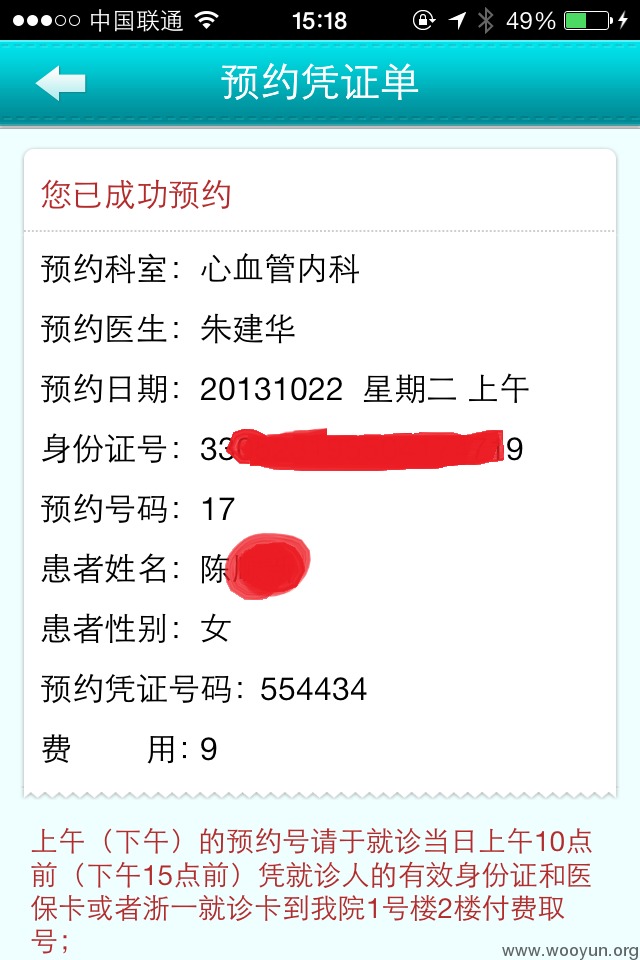 中国联通 15:18 49%
预约凭证单
您已成功预约
预约科室：心血管内科
预约医生：朱建华
预约日期：20131022 星期二 上午
身份证号：33 9
预约号码：17
患者姓名：陈
患者性别：女
预约凭证号码：554434
费 用：9
上午（下午）的预约号请于就诊当日上午10点
前（下午15点前）凭就诊人的有效身份证和医
保卡或者浙一就诊卡到我院1号楼2楼付费取
号；
www.wooyun.org